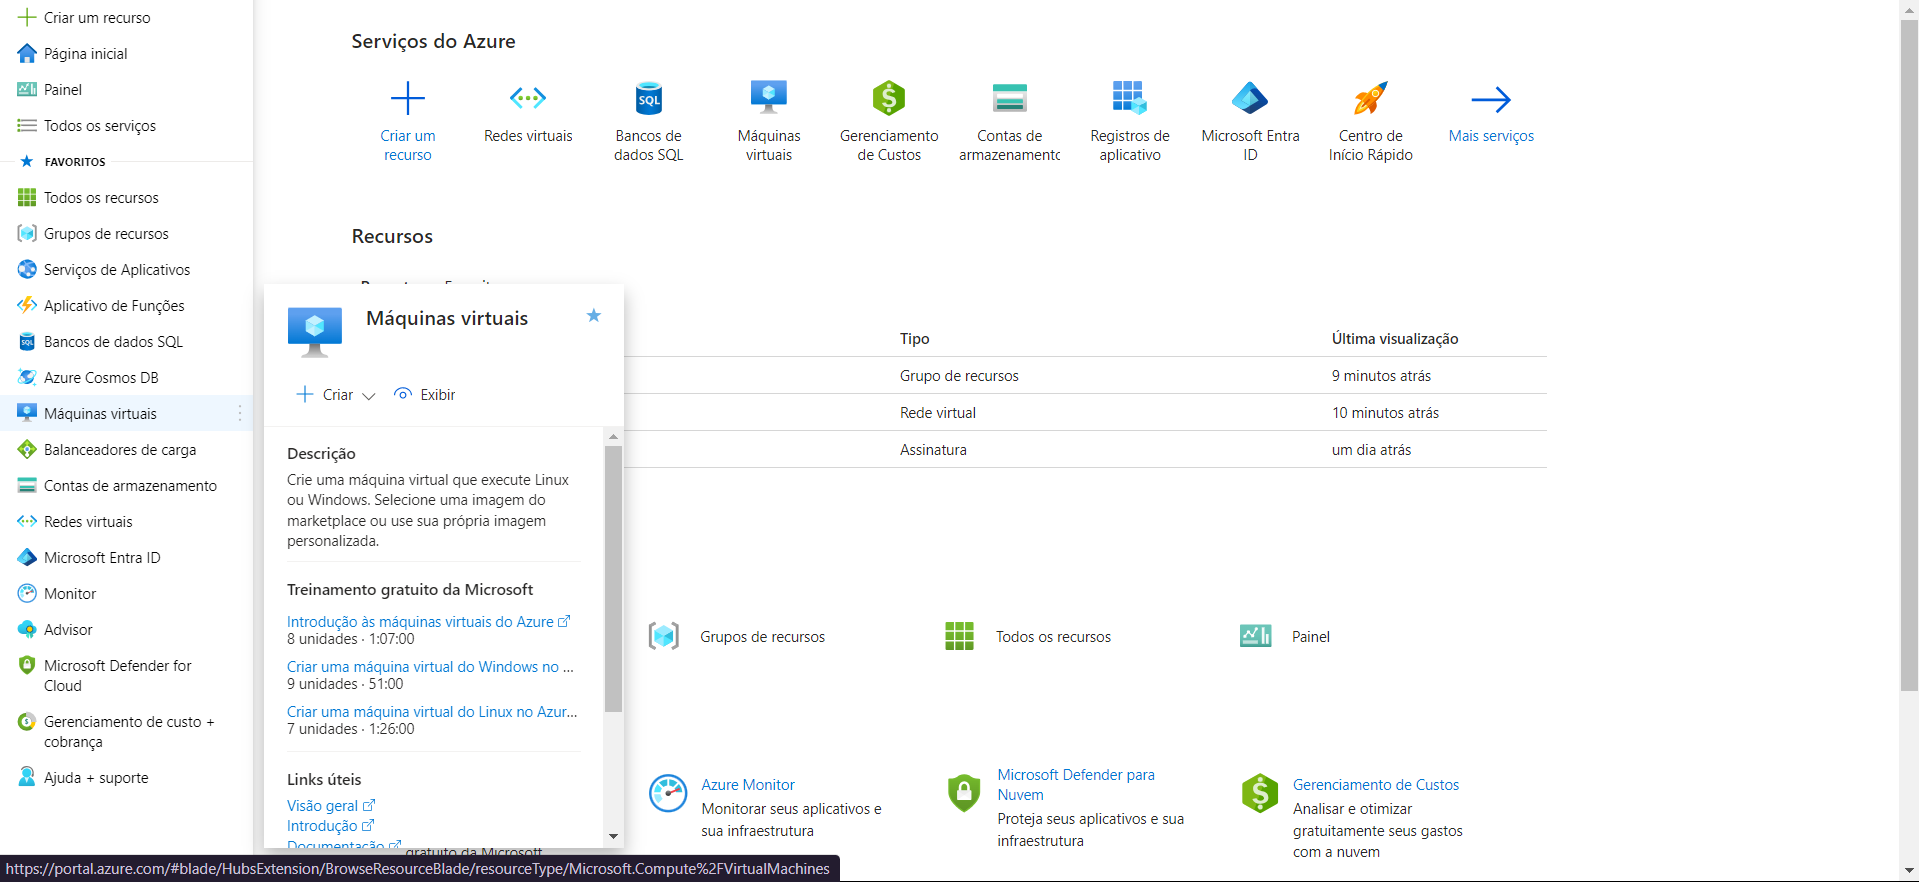 Criar um recurso
Página inicial
Painel
Todos os serviços
FAVORITOS
Todos os recursos
Grupos de recursos
Serviços de Aplicativos
Aplicativo de Funções
Bancos de dados SQL
Azure Cosmos DB
Máquinas virtuais
Balanceadores de carga
Contas de armazenamento
Redes virtuais
Microsoft Entra ID
Monitor
Advisor
Microsoft Defender for
Cloud
Gerenciamento de custo +
cobrança
Ajuda + suporte
Serviços do Azure
Criar um
recurso
Redes virtuais
SQL
Bancos de
dados SQL
Máquinas
virtuais
Gerenciamento
de Custos
Contas de
armazenamento
Registros de
aplicativo
Microsoft Entra
ID
Centro de
Início Rápido
Mais serviços
Recursos
Tipo
Última visualização
Grupo de recursos
9 minutos atrás
Rede virtual
10 minutos atrás
Assinatura
um dia atrás
Máquinas virtuais
Criar
Exibir
Descrição
Crie uma máquina virtual que execute Linux
ou Windows. Selecione uma imagem do
marketplace ou use sua própria imagem
personalizada.
Treinamento gratuito da Microsoft
Introdução às máquinas virtuais do Azure
8 unidades · 1:07:00
Criar uma máquina virtual do Windows no ...
9 unidades · 51:00
Criar uma máquina virtual do Linux no Azur...
7 unidades · 1:26:00
Links úteis
Visão geral
Introdução
Documentação
gratuito da Microsoft
Grupos de recursos
Todos os recursos
Painel
Azure Monitor
Monitorar seus aplicativos e
sua infraestrutura
Microsoft Defender para
Nuvem
Proteja seus aplicativos e sua
infraestrutura
Gerenciamento de Custos
Analisar e otimizar
gratuitamente seus gastos
com a nuvem
https://portal.azure.com/#blade/HubsExtension/BrowseResourceBlade/resourceType/Microsoft.Compute%2FVirtualMachines